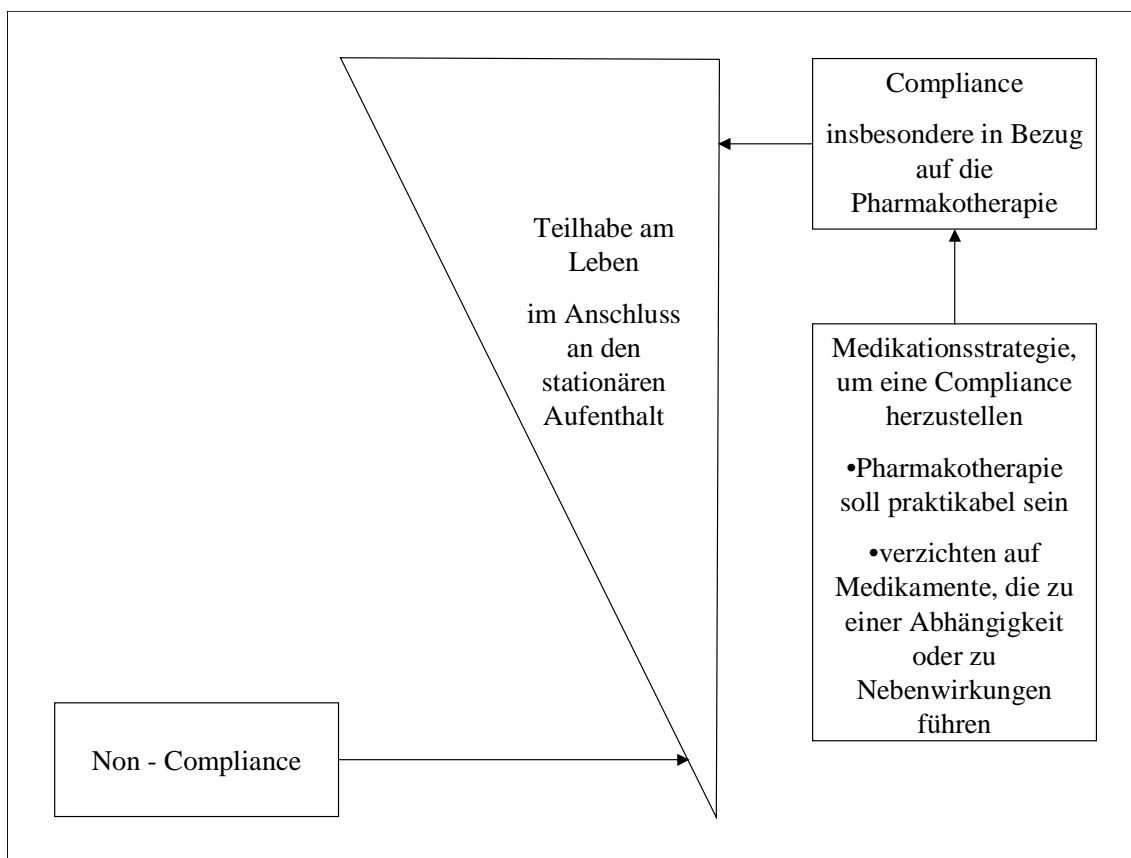 Compliance
insbesondere in Bezug
auf die
Pharmakotherapie
Teilhabe am
Leben
im Anschluss
an den
stationären
Aufenthalt
Medikationsstrategie,
um eine Compliance
herzustellen
•Pharmakotherapie
soll praktikabel sein
•verzichten auf
Medikamente, die zu
einer Abhängigkeit
oder zu
Nebenwirkungen
führen
Non - Compliance